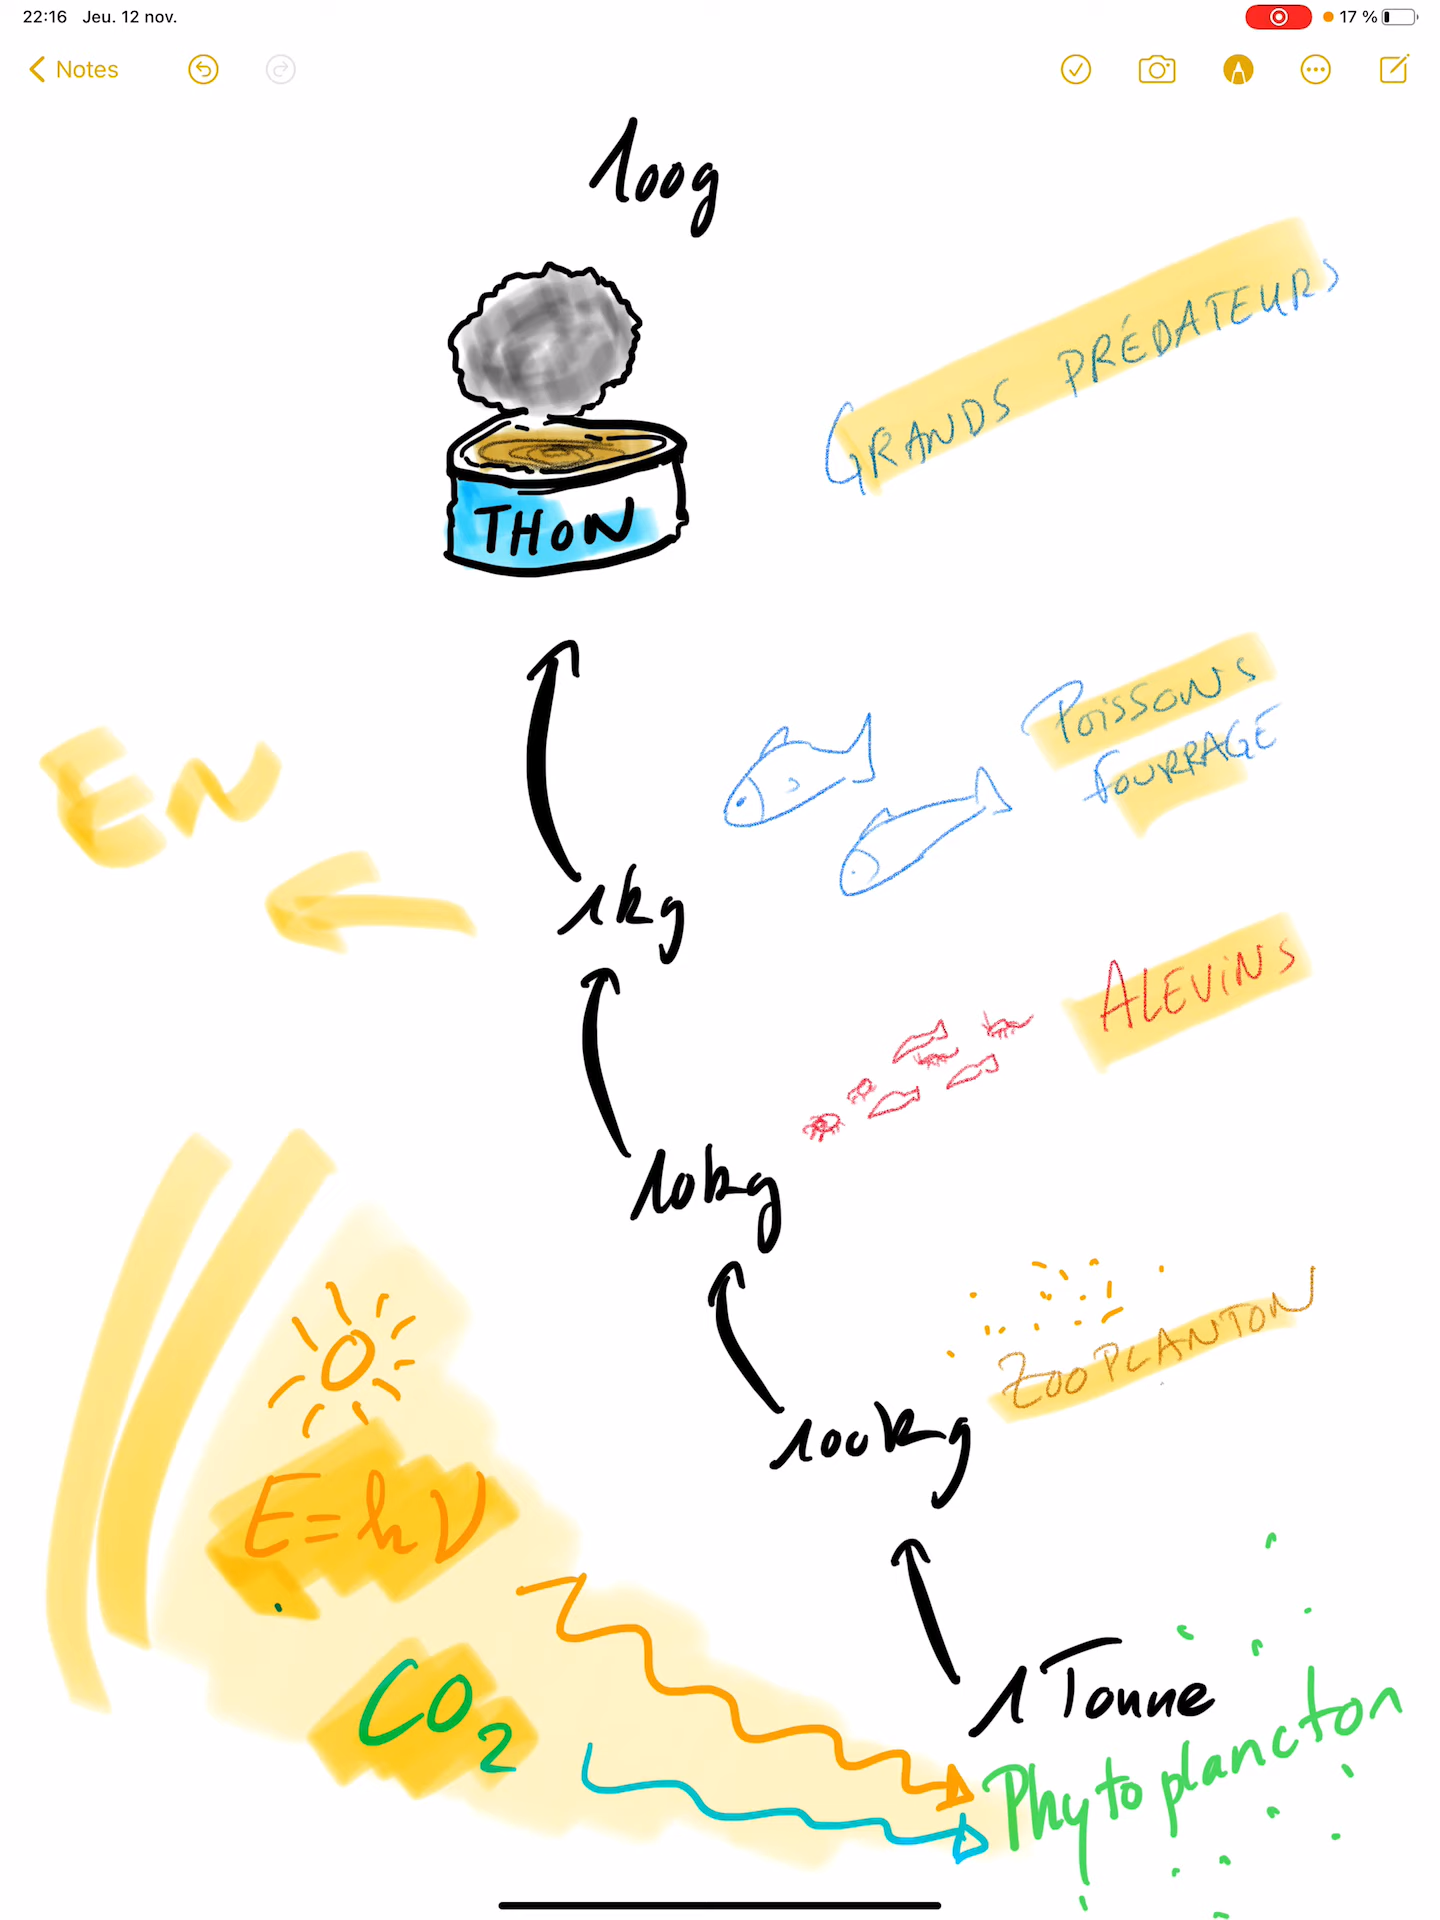 22:16 Jeu. 12 nov.
17 %
Notes
100g
GRANDS PRÉDATEURS
THON
POISSONS
FOURRAGE
En
1kg
ALEVINS
10kg
ZOOPLANTON
100kg
E=hν
1 Tonne
CO2
Phytoplancton